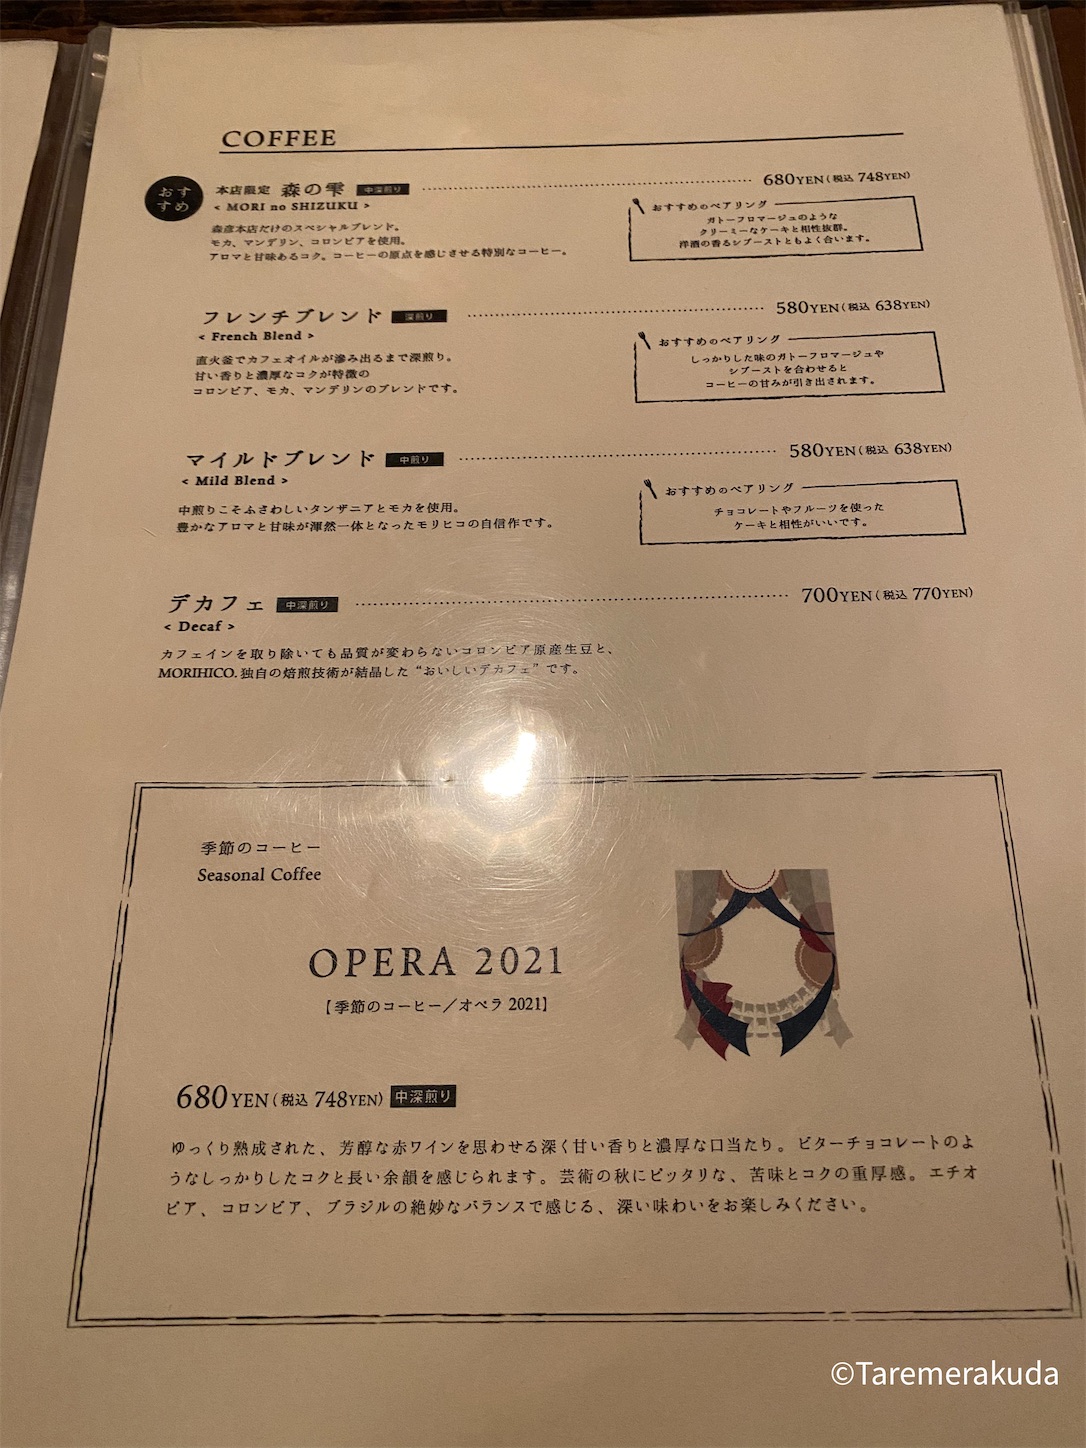 COFFEE
おすすめ
本店限定 森の雫 中深煎り 680YEN(税込 748YEN)
< MORI no SHIZUKU >
森彦本店だけのスペシャルブレンド。
モカ、マンデリン、コロンビアを使用。
アロマと甘味あるコク。コーヒーの原点を感じさせる特別なコーヒー。
おすすめのペアリング
ガトーフロマージュのような
クリーミーなケーキと相性抜群。
洋酒の香るシブーストともよく合います。
フレンチブレンド 深煎り 580YEN(税込 638YEN)
< French Blend >
直火釜でカフェオイルが滲み出るまで深煎り。
甘い香りと濃厚なコクが特徴の
コロンビア、モカ、マンデリンのブレンドです。
おすすめのペアリング
しっかりした味のガトーフロマージュや
シブーストを合わせると
コーヒーの甘みが引き出されます。
マイルドブレンド 中煎り 580YEN(税込 638YEN)
< Mild Blend >
中煎りこそふさわしいタンザニアとモカを使用。
豊かなアロマと甘味が渾然一体となったモリヒコの自信作です。
おすすめのペアリング
チョコレートやフルーツを使った
ケーキと相性がいいです。
デカフェ 中深煎り 700YEN(税込 770YEN)
< Decaf >
カフェインを取り除いても品質が変わらないコロンビア原産生豆と、
MORIHICO.独自の焙煎技術が結晶した“おいしいデカフェ”です。
季節のコーヒー
Seasonal Coffee
OPERA 2021
【季節のコーヒー／オペラ 2021】
680YEN(税込 748YEN) 中深煎り
ゆっくり熟成された、芳醇な赤ワインを思わせる深く甘い香りと濃厚な口当たり。ビターチョコレートのよ
うなしっかりしたコクと長い余韻を感じられます。芸術の秋にピッタリな、苦味とコクの重厚感。エチオ
ピア、コロンビア、ブラジルの絶妙なバランスで感じる、深い味わいをお楽しみください。
©Taremerakuda